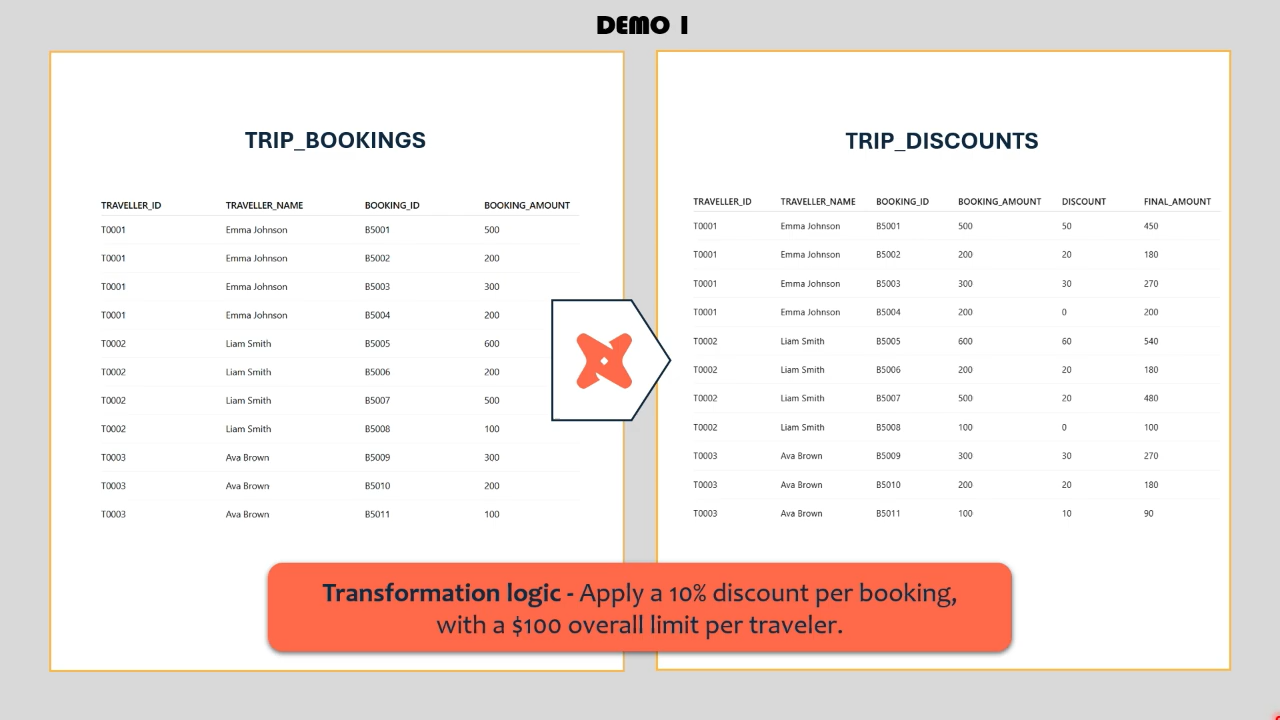 DEMO 1
TRIP_BOOKINGS
TRAVELLER_ID TRAVELLER_NAME BOOKING_ID BOOKING_AMOUNT
T0001 Emma Johnson B5001 500
T0001 Emma Johnson B5002 200
T0001 Emma Johnson B5003 300
T0001 Emma Johnson B5004 200
T0002 Liam Smith B5005 600
T0002 Liam Smith B5006 200
T0002 Liam Smith B5007 500
T0002 Liam Smith B5008 100
T0003 Ava Brown B5009 300
T0003 Ava Brown B5010 200
T0003 Ava Brown B5011 100
TRIP_DISCOUNTS
TRAVELLER_ID TRAVELLER_NAME BOOKING_ID BOOKING_AMOUNT DISCOUNT FINAL_AMOUNT
T0001 Emma Johnson B5001 500 50 450
T0001 Emma Johnson B5002 200 20 180
T0001 Emma Johnson B5003 300 30 270
T0001 Emma Johnson B5004 200 0 200
T0002 Liam Smith B5005 600 60 540
T0002 Liam Smith B5006 200 20 180
T0002 Liam Smith B5007 500 20 480
T0002 Liam Smith B5008 100 0 100
T0003 Ava Brown B5009 300 30 270
T0003 Ava Brown B5010 200 20 180
T0003 Ava Brown B5011 100 10 90
Transformation logic - Apply a 10% discount per booking,
with a $100 overall limit per traveler.